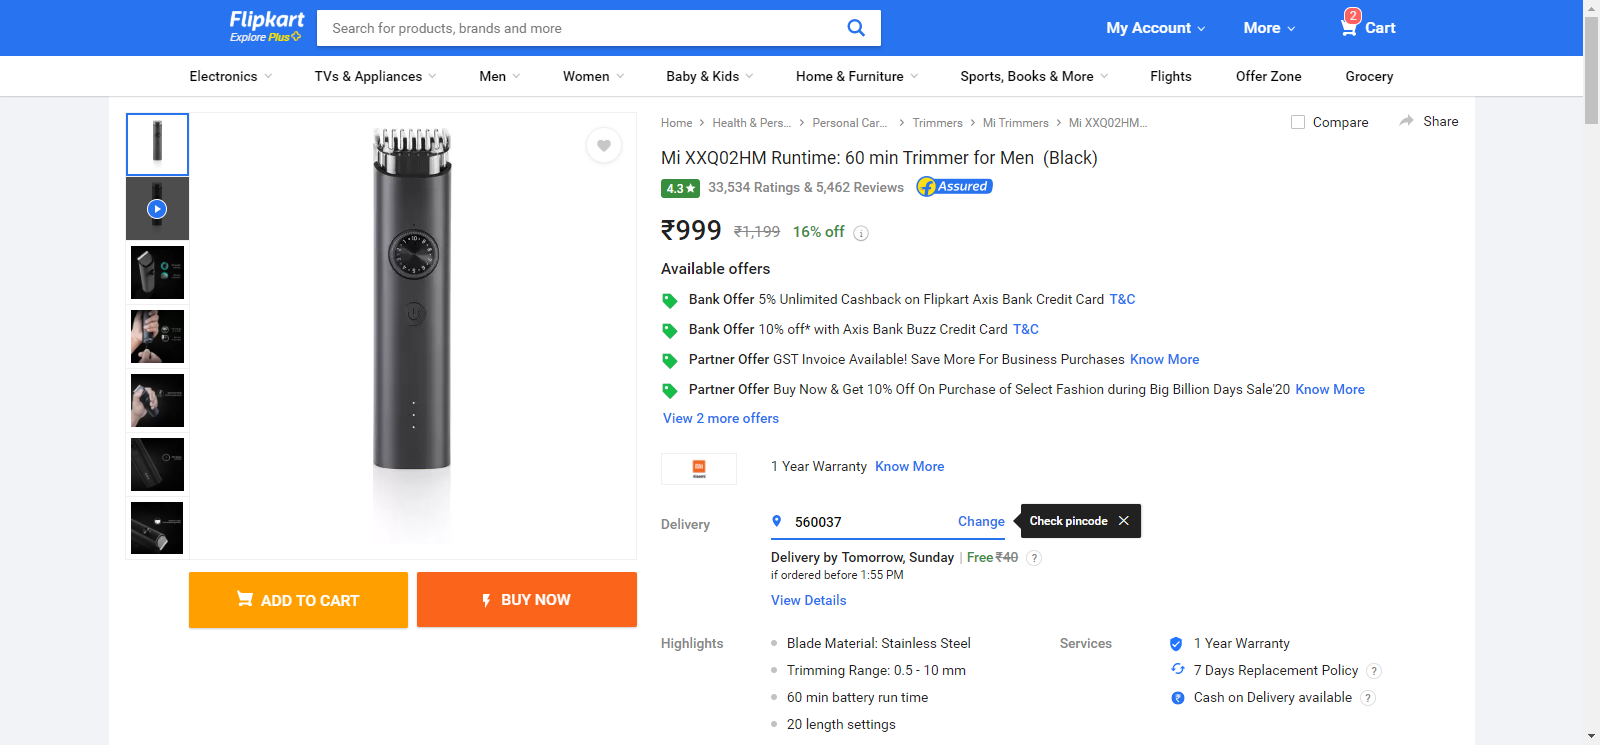 Flipkart
Explore Plus
Search for products, brands and more
My Account
More
2
Cart
Electronics
TVs & Appliances
Men
Women
Baby & Kids
Home & Furniture
Sports, Books & More
Flights
Offer Zone
Grocery
Home > Health & Pers... > Personal Car... > Trimmers > Mi Trimmers > Mi XXQ02HM...
Compare
Share
Mi XXQ02HM Runtime: 60 min Trimmer for Men (Black)
4.3★ 33,534 Ratings & 5,462 Reviews
Assured
₹999 ₹1,199 16% off
Available offers
Bank Offer 5% Unlimited Cashback on Flipkart Axis Bank Credit Card T&C
Bank Offer 10% off* with Axis Bank Buzz Credit Card T&C
Partner Offer GST Invoice Available! Save More For Business Purchases Know More
Partner Offer Buy Now & Get 10% Off On Purchase of Select Fashion during Big Billion Days Sale'20 Know More
View 2 more offers
1 Year Warranty Know More
Delivery
560037
Change
Check pincode
Delivery by Tomorrow, Sunday | Free ₹40 ?
if ordered before 1:55 PM
View Details
ADD TO CART
BUY NOW
Highlights
Blade Material: Stainless Steel
Trimming Range: 0.5 - 10 mm
60 min battery run time
20 length settings
Services
1 Year Warranty
7 Days Replacement Policy ?
Cash on Delivery available ?